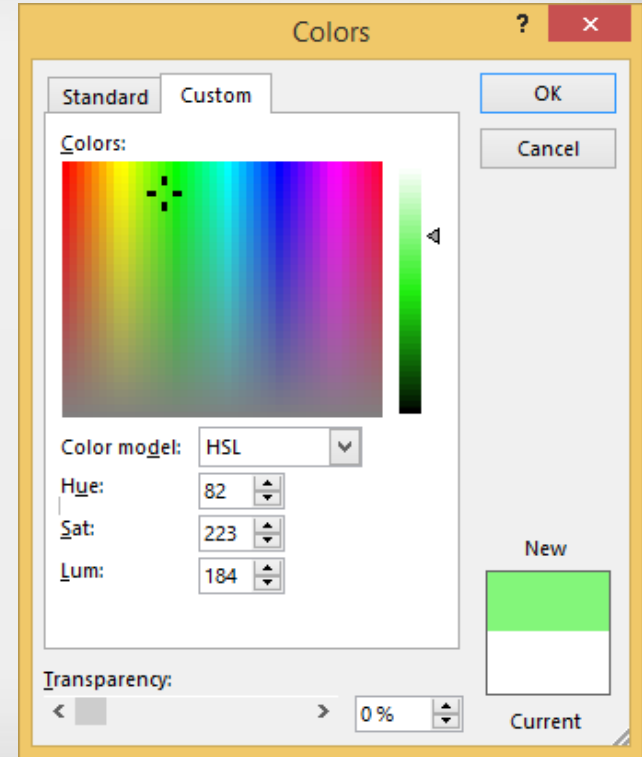 Colors ? ×
Standard Custom OK
Colors: Cancel
Color model: HSL
Hue: 82
Sat: 223
Lum: 184
New
Transparency:
0 %
Current